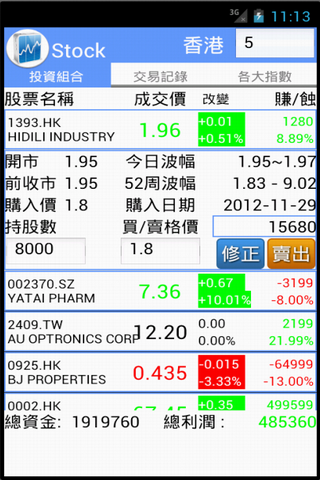 3G 11:13
Stock 香港 5
投資組合 交易記錄 各大指數
股票名稱 成交價 改變 賺/蝕
1393.HK +0.01 1280
HIDILI INDUSTRY 1.96 +0.51% 8.89%
開市 1.95 今日波幅 1.95~1.97
前收市 1.95 52周波幅 1.83 - 9.02
購入價 1.8 購入日期 2012-11-29
持股數 買/賣格價 15680
8000 1.8 修正 賣出
002370.SZ +0.67 -3199
YATAI PHARM 7.36 +10.01% -8.00%
2409.TW 0.00 2199
AU OPTRONICS CORP 12.20 0.00% 21.99%
0925.HK -0.015 -64999
BJ PROPERTIES 0.435 -3.33% -13.00%
0002.HK +0.35 499599
總資金: 1919760 總利潤 : 485360